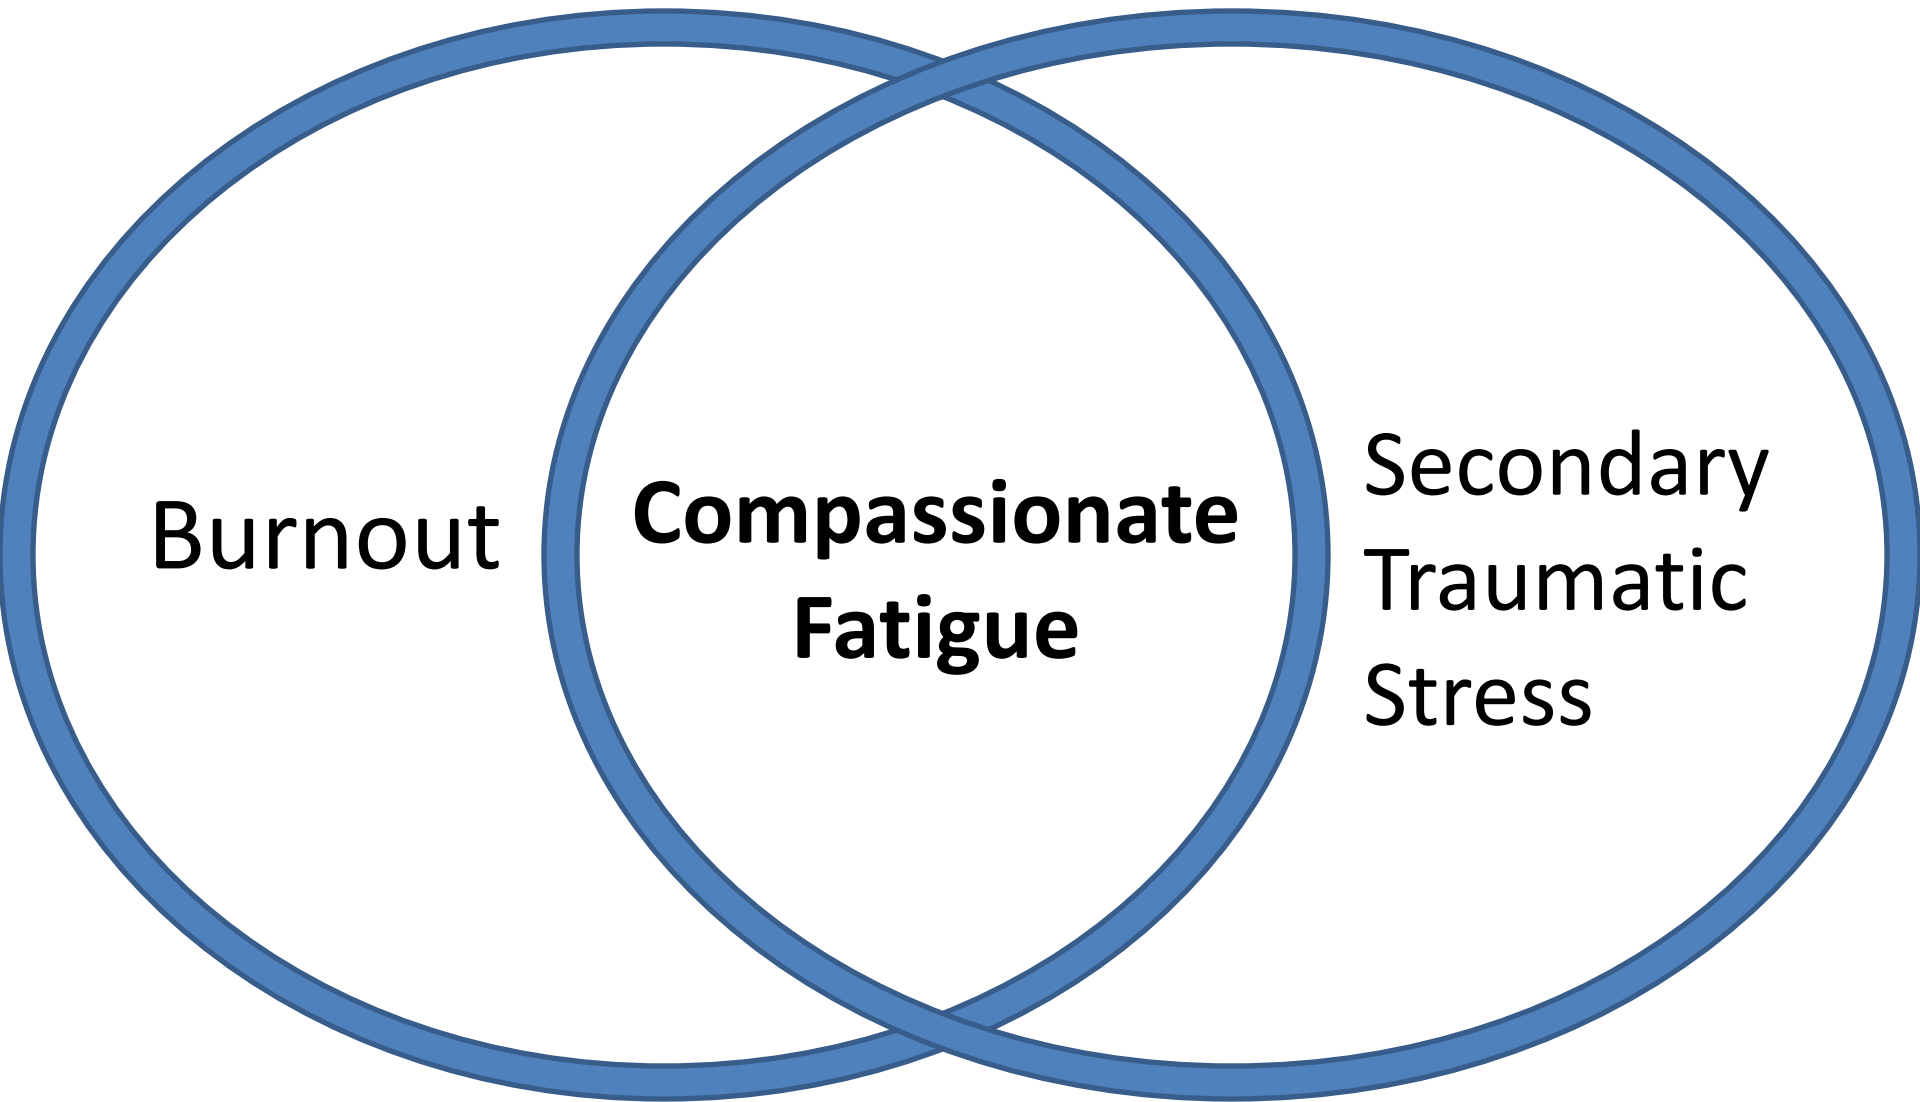 Burnout
Compassionate
Fatigue
Secondary
Traumatic
Stress